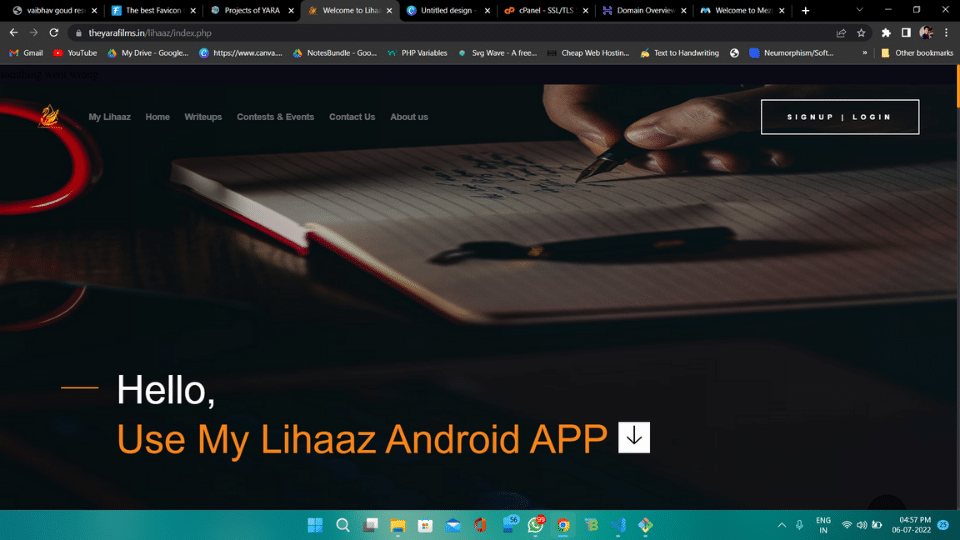 vaibhav goud res
The best Favicon
Projects of YARA
Welcome to Lihaa
Untitled design -
cPanel - SSL/TLS
Domain Overview
Welcome to Mez
theyarafilms.in/lihaaz/index.php
Gmail
YouTube
My Drive - Google...
https://www.canva....
NotesBundle - Goo...
PHP Variables
Svg Wave - A free...
Cheap Web Hostin...
Text to Handwriting
Neumorphism/Soft...
»
Other bookmarks
My Lihaaz
Home
Writeups
Contests & Events
Contact Us
About us
SIGNUP | LOGIN
Hello,
Use My Lihaaz Android APP
56
99
ENG
IN
04:57 PM
06-07-2022
25